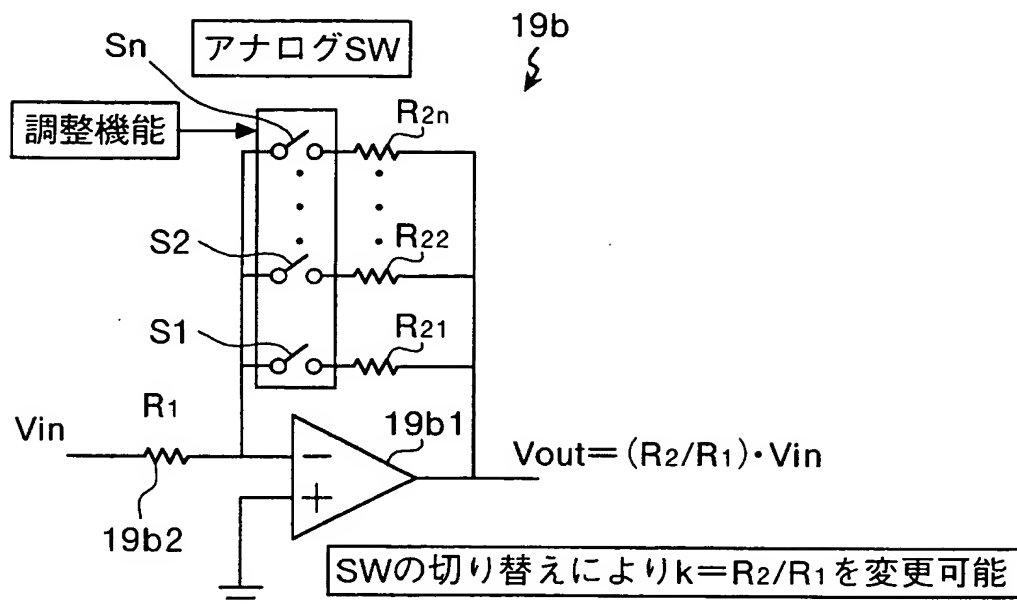 19b
Sn
アナログSW
調整機能
R2n
S2
R22
S1
R21
R1
Vin
19b1
Vout=(R2/R1)・Vin
−
+
19b2
SWの切り替えによりk=R2/R1を変更可能